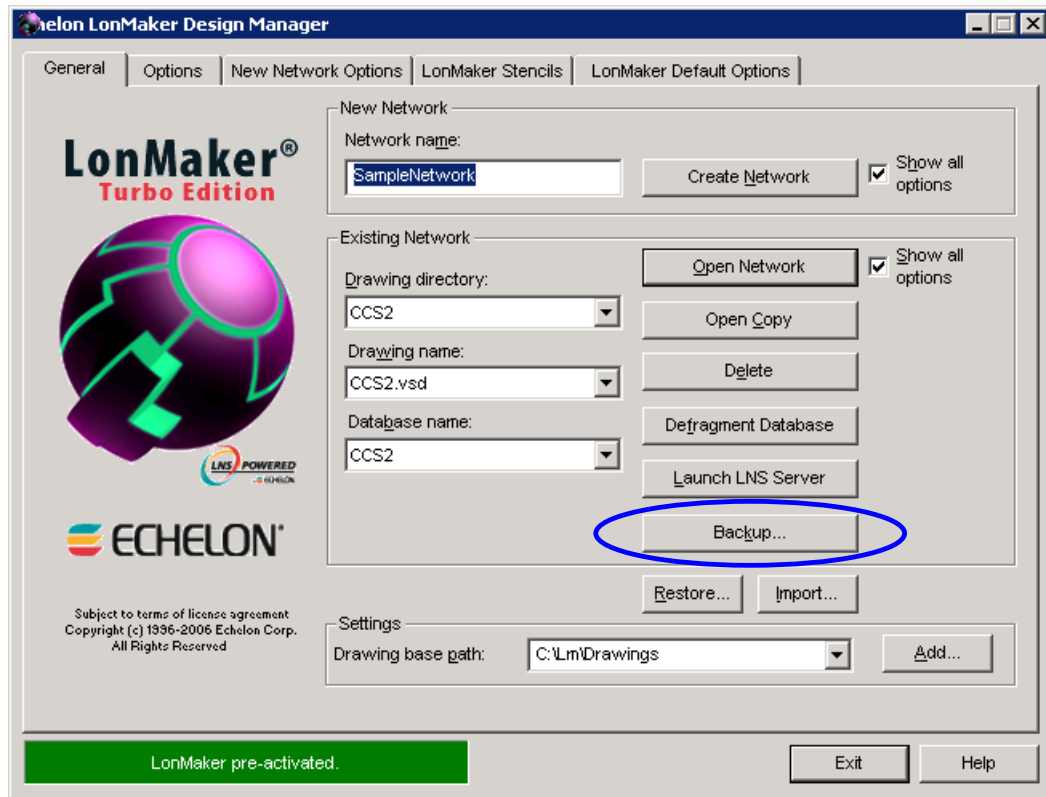 Echelon LonMaker Design Manager
General
Options
New Network Options
LonMaker Stencils
LonMaker Default Options
LonMaker®
Turbo Edition
LNS POWERED
ECHELON
ECHELON
Subject to terms of license agreement
Copyright (c) 1996-2006 Echelon Corp.
All Rights Reserved
New Network
Network name:
SampleNetwork
Create Network
Show all
options
Existing Network
Drawing directory:
CCS2
Drawing name:
CCS2.vsd
Database name:
CCS2
Open Network
Show all
options
Open Copy
Delete
Defragment Database
Launch LNS Server
Backup...
Restore...
Import...
Settings
Drawing base path:
C:\Lm\Drawings
Add...
LonMaker pre-activated.
Exit
Help